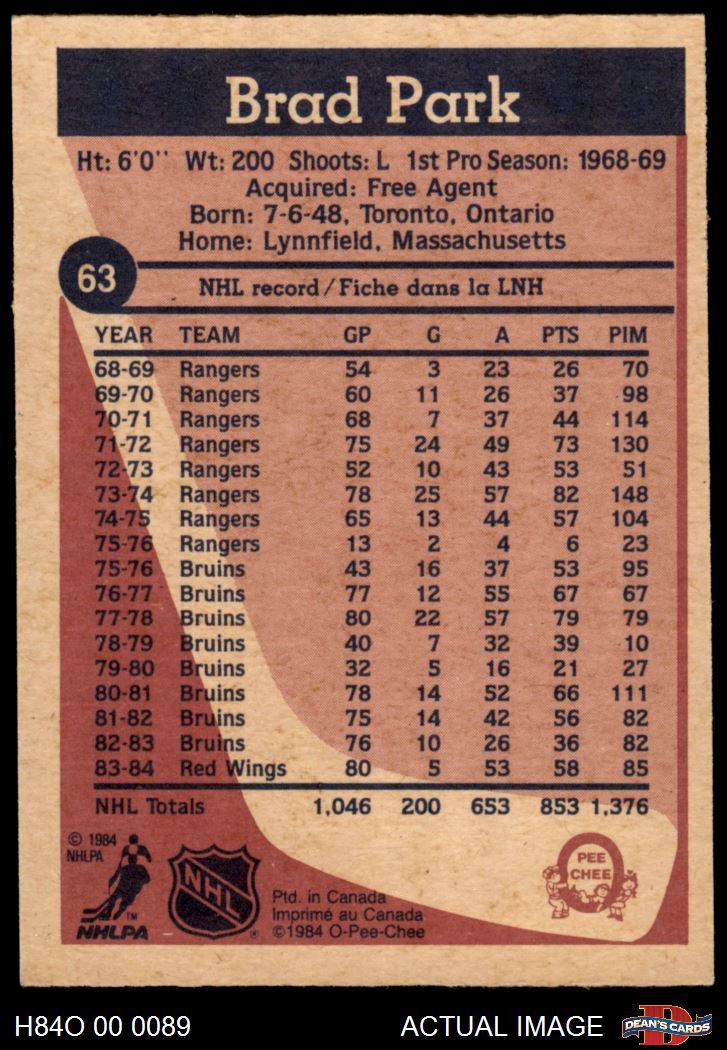 Brad Park
Ht: 6'0'' Wt: 200 Shoots: L 1st Pro Season: 1968-69
Acquired: Free Agent
Born: 7-6-48, Toronto, Ontario
Home: Lynnfield, Massachusetts
63
NHL record/Fiche dans la LNH
YEAR TEAM GP G A PTS PIM
68-69 Rangers 54 3 23 26 70
69-70 Rangers 60 11 26 37 98
70-71 Rangers 68 7 37 44 114
71-72 Rangers 75 24 49 73 130
72-73 Rangers 52 10 43 53 51
73-74 Rangers 78 25 57 82 148
74-75 Rangers 65 13 44 57 104
75-76 Rangers 13 2 4 6 23
75-76 Bruins 43 16 37 53 95
76-77 Bruins 77 12 55 67 67
77-78 Bruins 80 22 57 79 79
78-79 Bruins 40 7 32 39 10
79-80 Bruins 32 5 16 21 27
80-81 Bruins 78 14 52 66 111
81-82 Bruins 75 14 42 56 82
82-83 Bruins 76 10 26 36 82
83-84 Red Wings 80 5 53 58 85
NHL Totals 1,046 200 653 853 1,376
© 1984
NHLPA
TM
NHLPA
NHL
®
Ptd. in Canada
Imprimé au Canada
©1984 O-Pee-Chee
PEE
CHEE
H84O 00 0089
ACTUAL IMAGE
D
DEAN'S CARDS